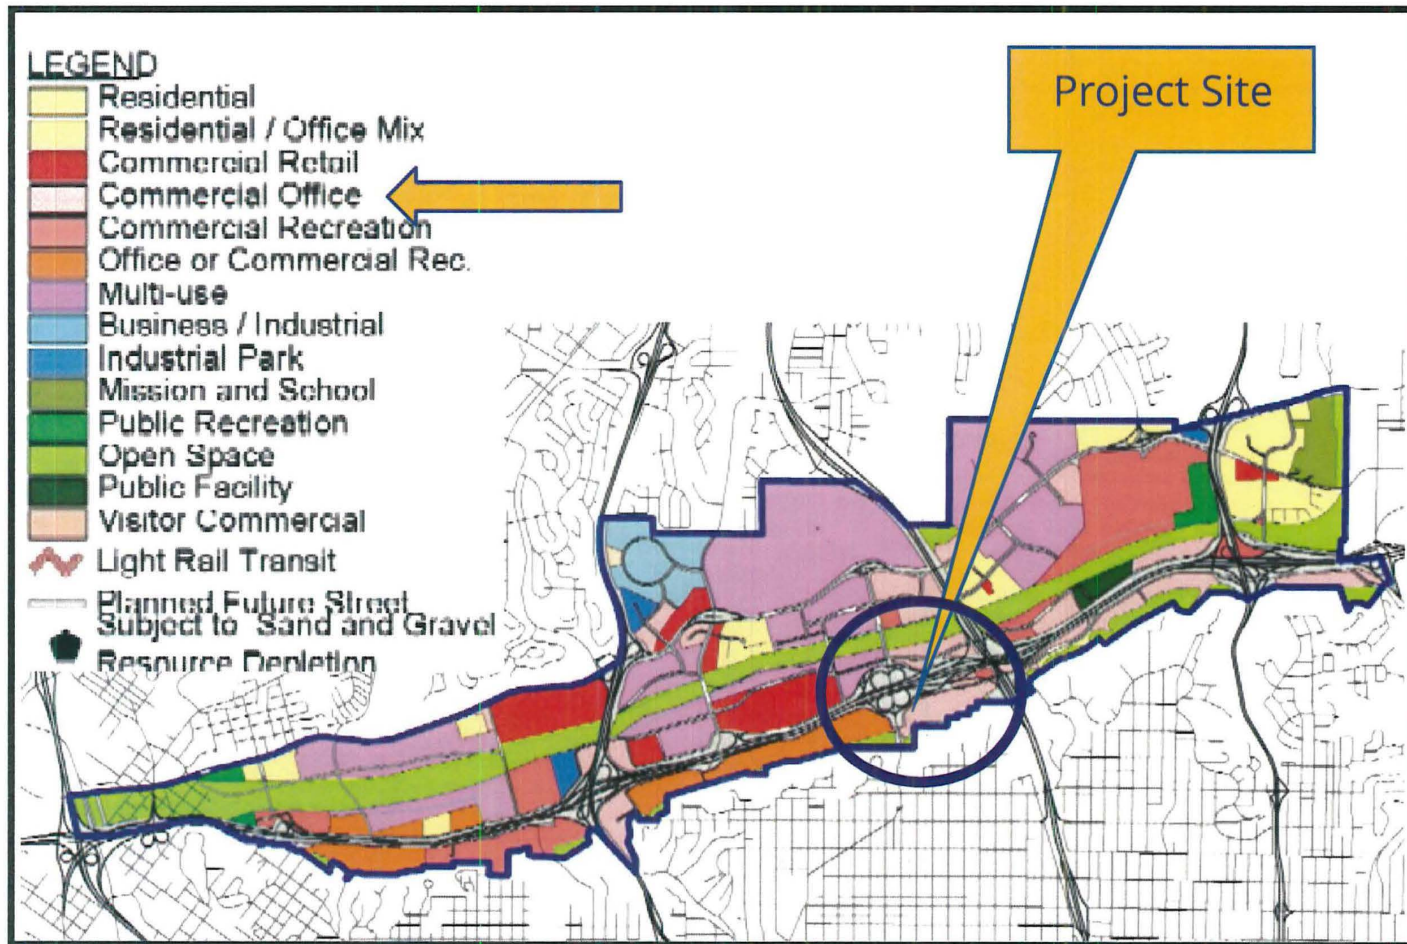 LEGEND
Residential
Residential / Office Mix
Commercial Retail
Commercial Office
Commercial Recreation
Office or Commercial Rec.
Multi-use
Business / Industrial
Industrial Park
Mission and School
Public Recreation
Open Space
Public Facility
Visitor Commercial
Light Rail Transit
Planned Future Street
Subject to Sand and Gravel
Resource Depletion
Project Site